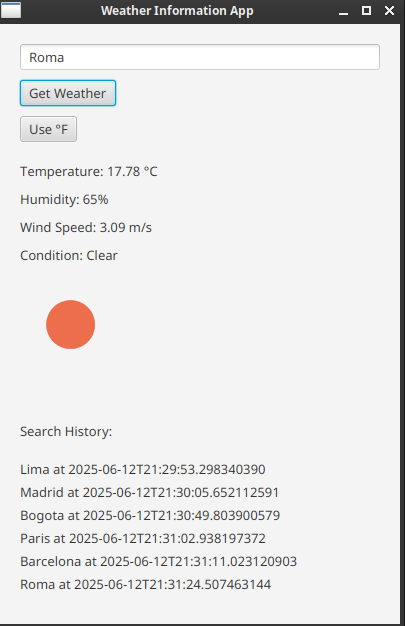 Weather Information App
Roma
Get Weather
Use °F
Temperature: 17.78 °C
Humidity: 65%
Wind Speed: 3.09 m/s
Condition: Clear
Search History:
Lima at 2025-06-12T21:29:53.298340390
Madrid at 2025-06-12T21:30:05.652112591
Bogota at 2025-06-12T21:30:49.803900579
Paris at 2025-06-12T21:31:02.938197372
Barcelona at 2025-06-12T21:31:11.023120903
Roma at 2025-06-12T21:31:24.507463144